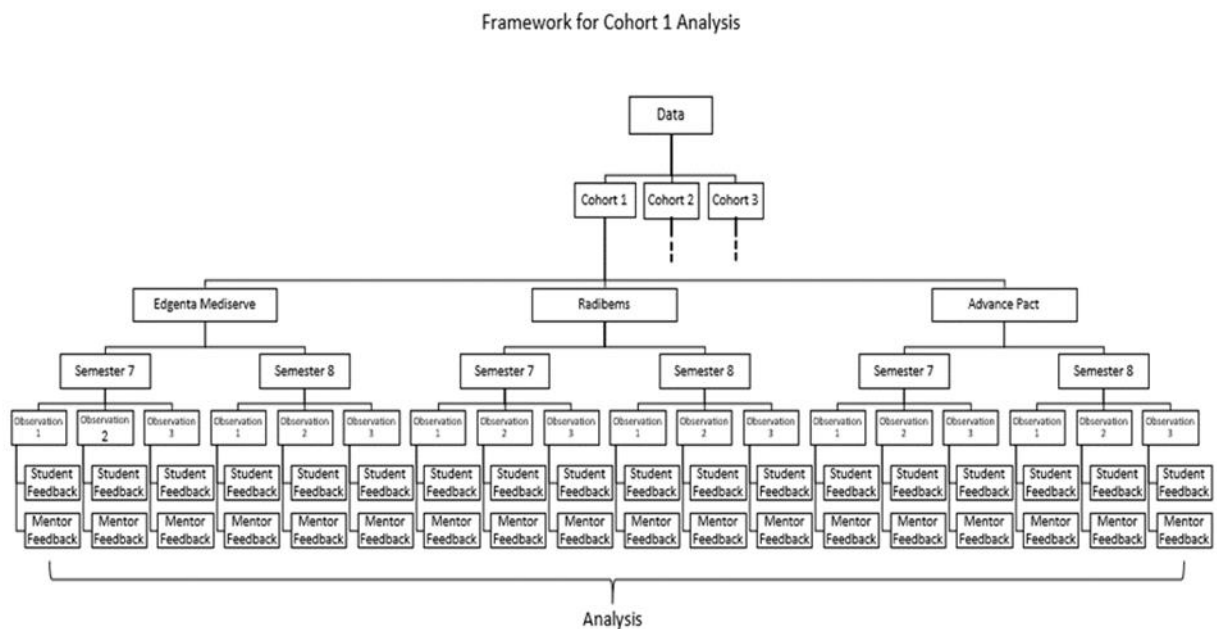 Framework for Cohort 1 Analysis
Data
Cohort 1
Cohort 2
Cohort 3
Edgenta Mediserve
Radibems
Advance Pact
Semester 7
Semester 8
Semester 7
Semester 8
Semester 7
Semester 8
Observation
1
Observation
2
Observation
3
Observation
1
Observation
2
Observation
3
Observation
1
Observation
2
Observation
3
Observation
1
Observation
2
Observation
3
Observation
1
Observation
2
Observation
3
Observation
1
Observation
2
Observation
3
Student
Feedback
Student
Feedback
Student
Feedback
Student
Feedback
Student
Feedback
Student
Feedback
Student
Feedback
Student
Feedback
Student
Feedback
Student
Feedback
Student
Feedback
Student
Feedback
Student
Feedback
Student
Feedback
Student
Feedback
Student
Feedback
Student
Feedback
Student
Feedback
Mentor
Feedback
Mentor
Feedback
Mentor
Feedback
Mentor
Feedback
Mentor
Feedback
Mentor
Feedback
Mentor
Feedback
Mentor
Feedback
Mentor
Feedback
Mentor
Feedback
Mentor
Feedback
Mentor
Feedback
Mentor
Feedback
Mentor
Feedback
Mentor
Feedback
Mentor
Feedback
Mentor
Feedback
Mentor
Feedback
Analysis